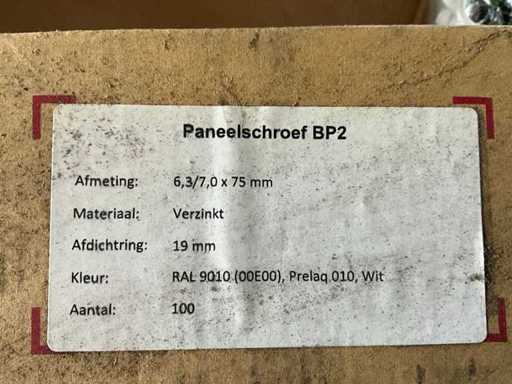 Paneelschroef BP2
Afmeting: 6,3/7,0 x 75 mm
Materiaal: Verzinkt
Afdichtring: 19 mm
Kleur: RAL 9010 (00E00), Prelaq 010, Wit
Aantal: 100